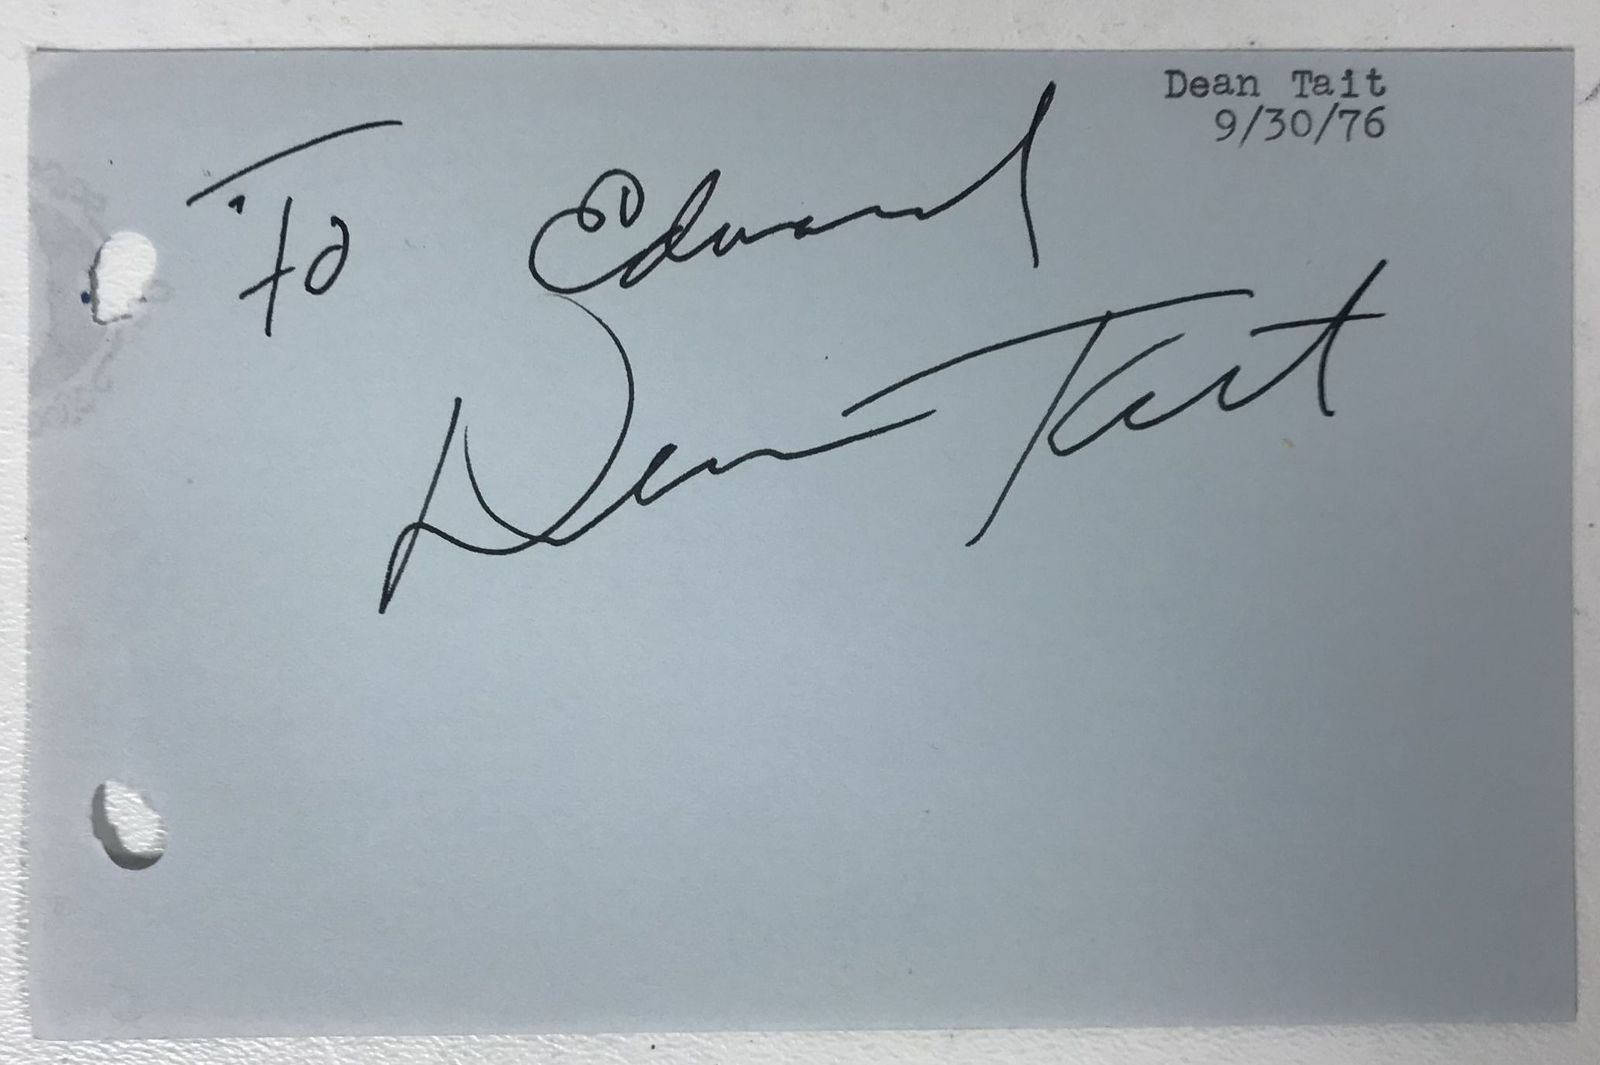 Dean Tait
9/30/76
To Edward
Dean Tait